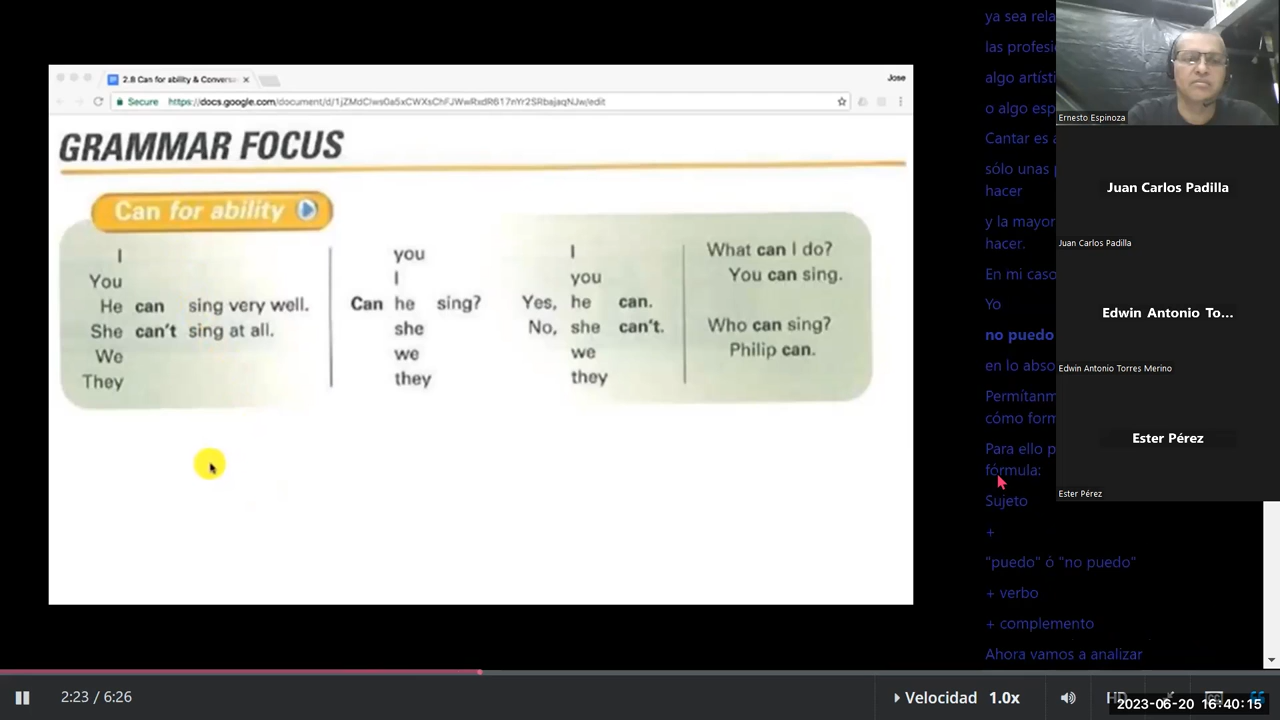 2.8 Can for ability & Convers
Jose
Secure https://docs.google.com/document/d/1jZMdClws0a5xCWXsChFJWwRxdR617nYr2SRbajaqNJw/edit
GRAMMAR FOCUS
Can for ability
I
You
He can sing very well.
She can't sing at all.
We
They
you
I
Can he sing?
she
we
they
I
you
Yes, he can.
No, she can't.
we
they
What can I do?
You can sing.
Who can sing?
Philip can.
ya sea rela
las profesi
algo artísti
o algo esp
Cantar es a
sólo unas p
hacer
y la mayor
hacer.
En mi caso
Yo
no puedo
en lo abso
Permítanm
cómo form
Para ello p
fórmula:
Sujeto
+
"puedo" ó "no puedo"
+ verbo
+ complemento
Ahora vamos a analizar
Ernesto Espinoza
Juan Carlos Padilla
Juan Carlos Padilla
Edwin Antonio To...
Edwin Antonio Torres Merino
Ester Pérez
Ester Pérez
2:23 / 6:26
Velocidad 1.0x
HD
2023-06-20 16:40:15